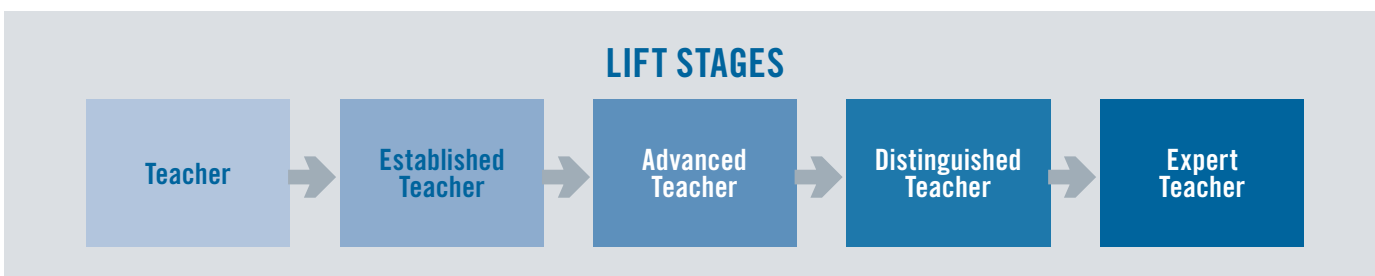 LIFT STAGES
Teacher
Established
Teacher
Advanced
Teacher
Distinguished
Teacher
Expert
Teacher